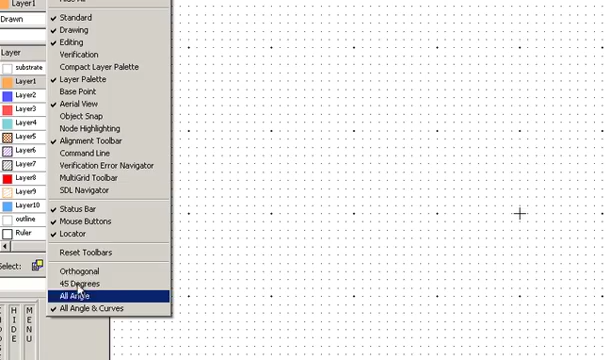 Layer1
Drawn
Layer
substrate
Layer1
Layer2
Layer3
Layer4
Layer5
Layer6
Layer7
Layer8
Layer9
Layer10
outline
Ruler
Select:
HIDE
MENU
Standard
Drawing
Editing
Verification
Compact Layer Palette
Layer Palette
Base Point
Aerial View
Object Snap
Node Highlighting
Alignment Toolbar
Command Line
Verification Error Navigator
MultiGrid Toolbar
SDL Navigator
Status Bar
Mouse Buttons
Locator
Reset Toolbars
Orthogonal
45 Degrees
All Angle
All Angle & Curves